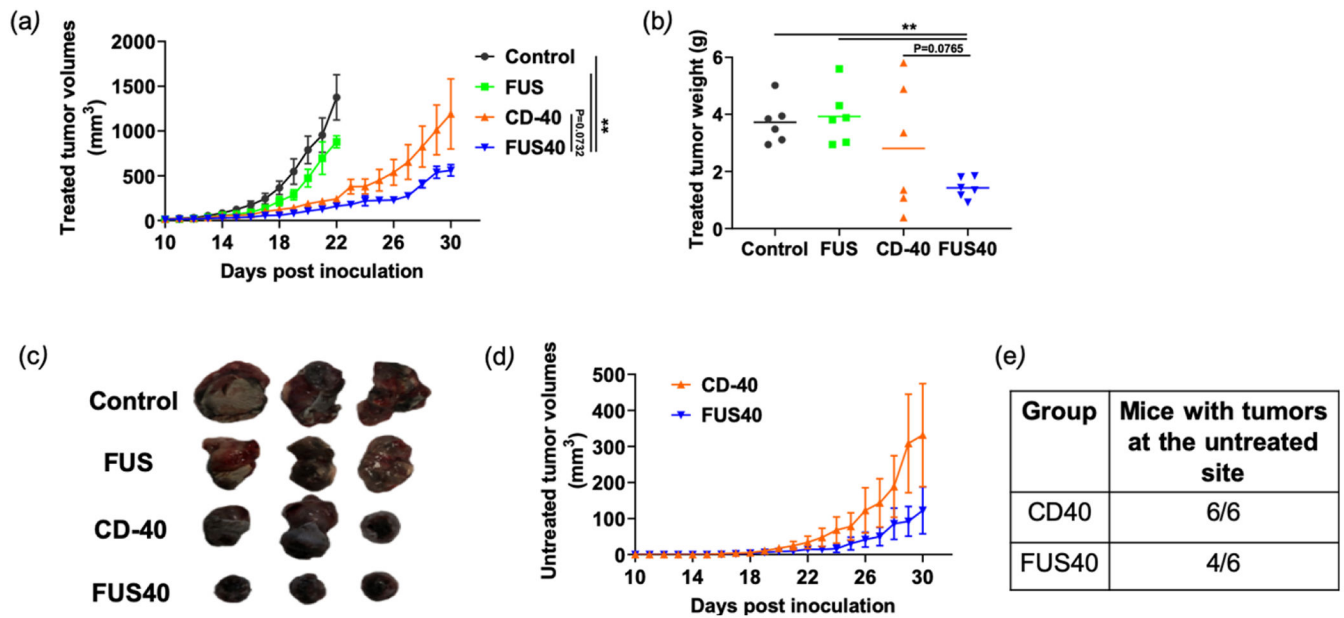 (a)
Treated tumor volumes
(mm³)
2000
1500
1000
500
0
10 14 18 22 26 30
Days post inoculation
Control
FUS
CD-40
FUS40
P=0.0732
**
(b)
Treated tumor weight (g)
6
4
2
0
**
P=0.0765
Control FUS CD-40 FUS40
(c)
Control
FUS
CD-40
FUS40
(d)
Untreated tumor volumes
(mm³)
500
400
300
200
100
0
10 14 18 22 26 30
Days post inoculation
CD-40
FUS40
(e)
Group Mice with tumors
at the untreated
site
CD40 6/6
FUS40 4/6